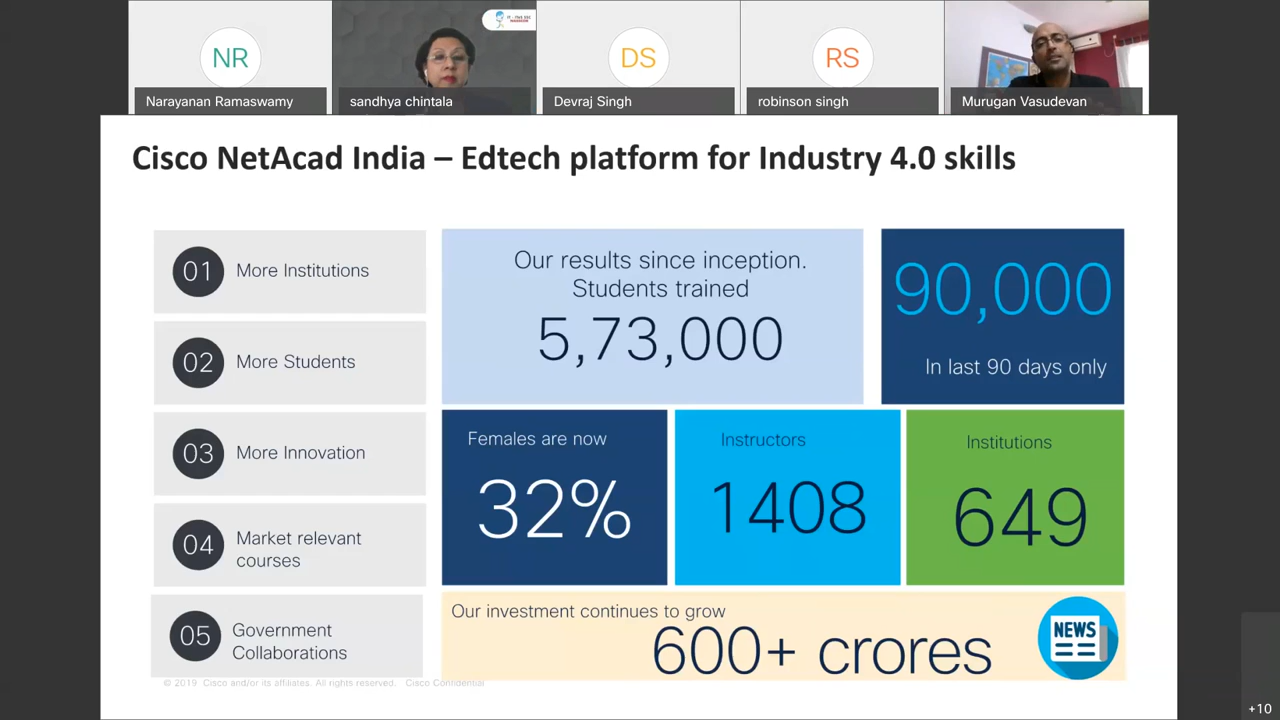 NR
DS
RS
Narayanan Ramaswamy
sandhya chintala
Devraj Singh
robinson singh
Murugan Vasudevan
Cisco NetAcad India – Edtech platform for Industry 4.0 skills
01
More Institutions
02
More Students
03
More Innovation
04
Market relevant
courses
05
Government
Collaborations
Our results since inception.
Students trained
5,73,000
90,000
In last 90 days only
Females are now
32%
Instructors
1408
Institutions
649
Our investment continues to grow
600+ crores
NEWS
© 2019 Cisco and/or its affiliates. All rights reserved. Cisco Confidential
+10